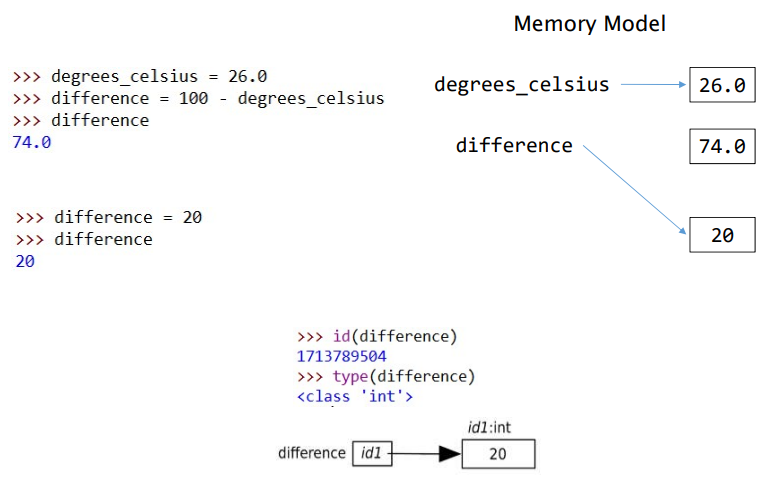 Memory Model
>>> degrees_celsius = 26.0
>>> difference = 100 - degrees_celsius
>>> difference
74.0
degrees_celsius
26.0
difference
74.0
>>> difference = 20
>>> difference
20
20
>>> id(difference)
1713789504
>>> type(difference)
<class 'int'>
id1:int
difference id1
20